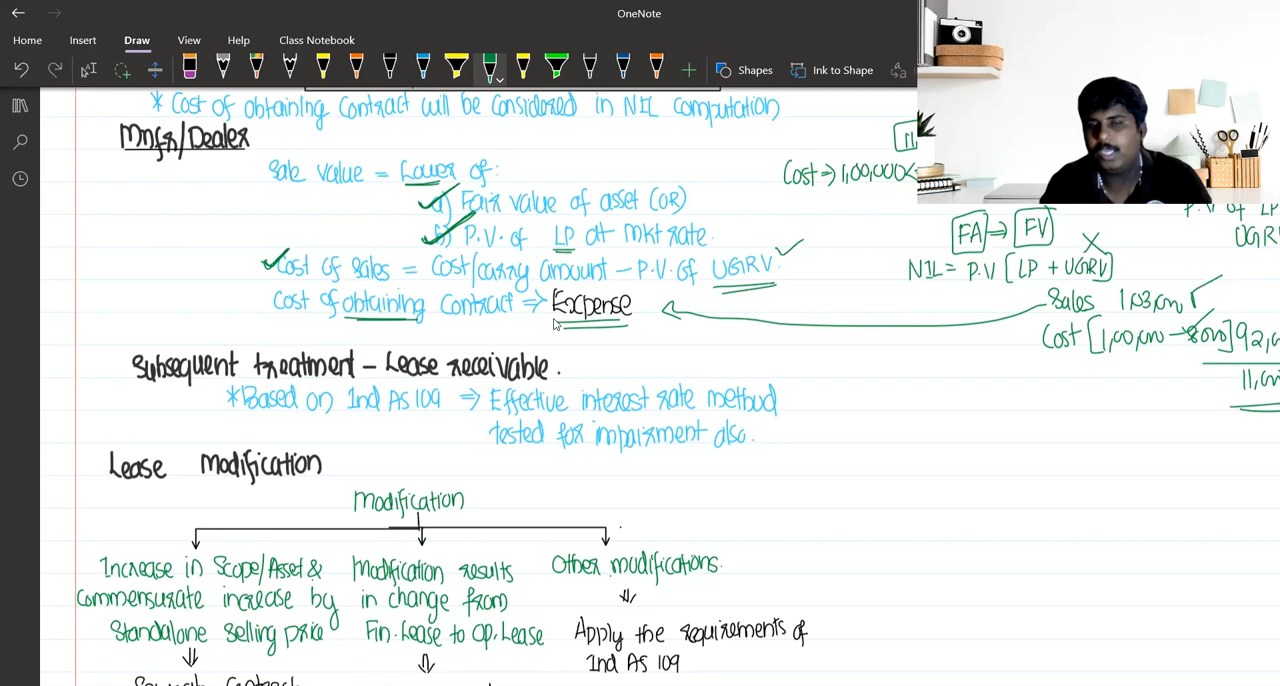 OneNote
Home Insert Draw View Help Class Notebook
Shapes Ink to Shape
* Cost of obtaining Contract will be considered in NIL computation
Mnfr/Dealer
Sale value = Lower of:
a) Fair value of asset (OR)
b) P.V. of LP at mkt rate.
Cost of sales = Cost/carry amount – P.V. of UGRV
Cost of obtaining Contract ⇒ Expense
Cost ⇒ 1,00,000
P.V. of LP
UGR
FA ⇒ FV
NIL = P.V [LP + UGRV]
Sales 1,03,000
Cost [1,00,000 – 8000] 92,0
11,00
Subsequent treatment – Lease receivable.
*Based on Ind AS 109 ⇒ Effective interest rate method
tested for impairment also.
Lease Modification
Modification
Increase in Scope/Asset &
Commensurate increase by
Standalone Selling price
Modification results
in change from
Fin. Lease to Op. Lease
Other modifications.
Apply the requirements of
Ind AS 109